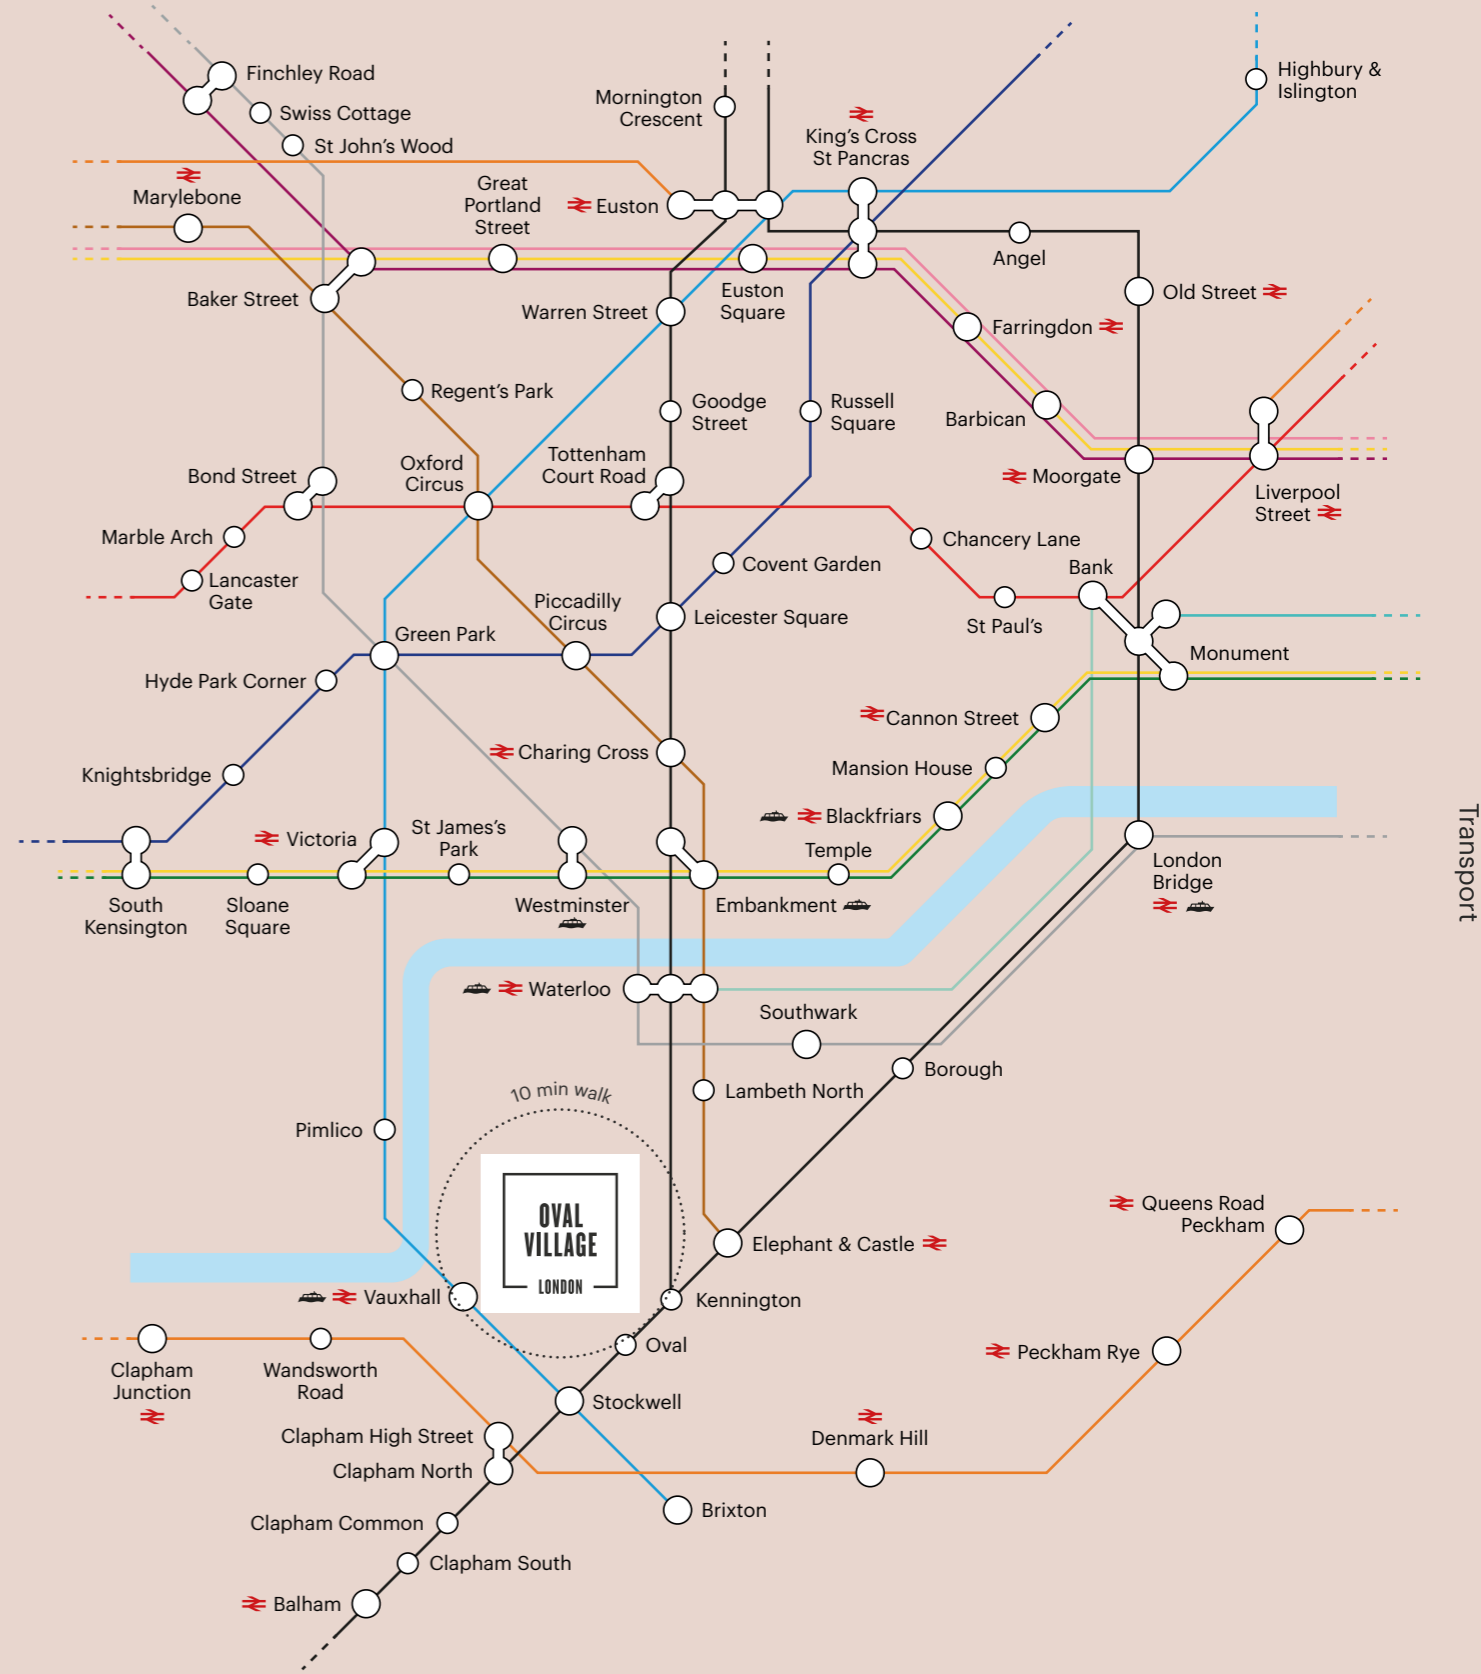 Finchley Road
Swiss Cottage
St John's Wood
Mornington
Crescent
King's Cross
St Pancras
Highbury &
Islington
Marylebone
Great
Portland
Street
Euston
Angel
Baker Street
Warren Street
Euston
Square
Farringdon
Old Street
Regent's Park
Goodge
Street
Russell
Square
Barbican
Bond Street
Oxford
Circus
Tottenham
Court Road
Moorgate
Liverpool
Street
Marble Arch
Chancery Lane
Lancaster
Gate
Covent Garden
Bank
Piccadilly
Circus
Leicester Square
St Paul's
Green Park
Monument
Hyde Park Corner
Cannon Street
Charing Cross
Knightsbridge
Mansion House
Blackfriars
Victoria
St James's
Park
Temple
London
Bridge
South
Kensington
Sloane
Square
Westminster
Embankment
Transport
Waterloo
Southwark
Borough
Lambeth North
10 min walk
Pimlico
OVAL
VILLAGE
LONDON
Elephant & Castle
Queens Road
Peckham
Vauxhall
Kennington
Oval
Clapham
Junction
Wandsworth
Road
Peckham Rye
Stockwell
Clapham High Street
Denmark Hill
Clapham North
Brixton
Clapham Common
Clapham South
Balham